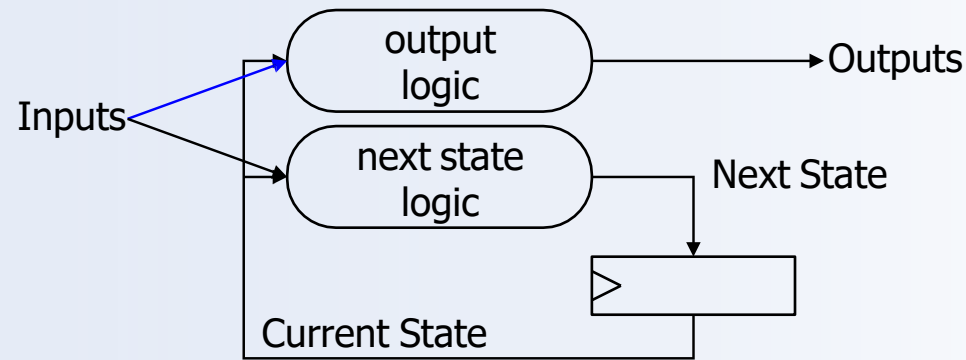 output
logic
Outputs
Inputs
next state
logic
Next State
Current State